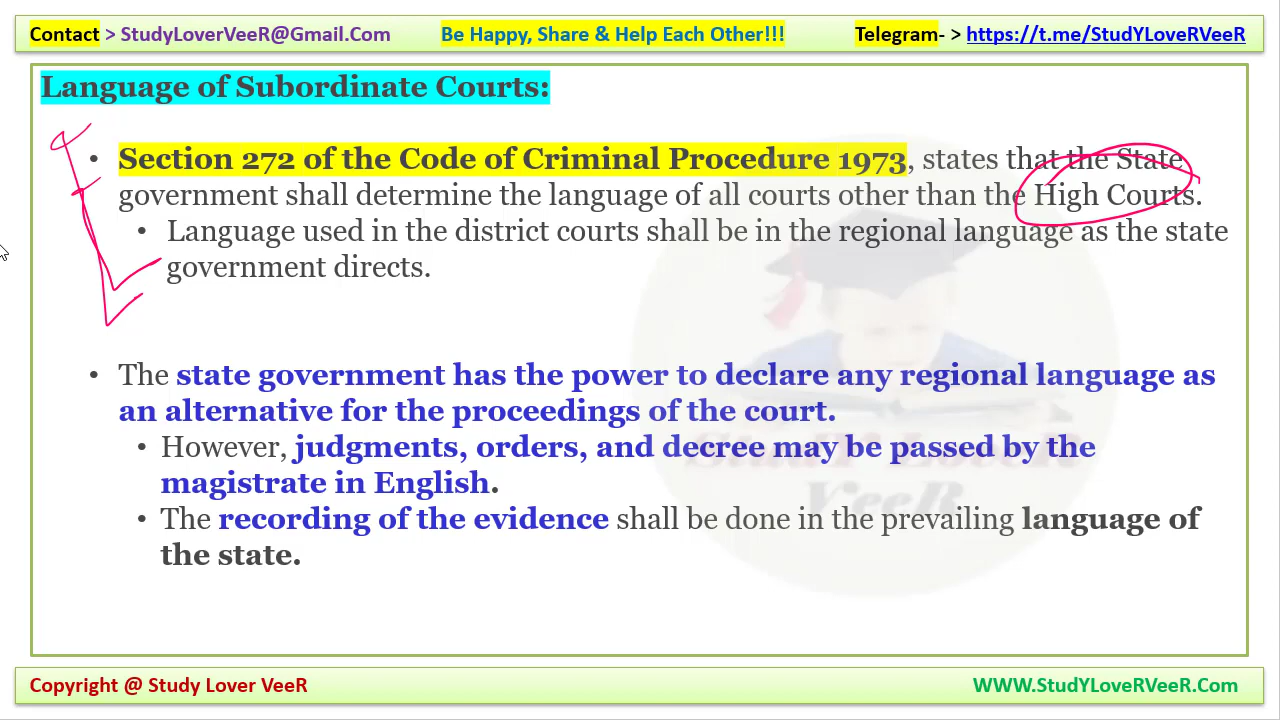 Contact > StudyLoverVeeR@Gmail.Com Be Happy, Share & Help Each Other!!! Telegram- > https://t.me/StudYLoveRVeeR
Language of Subordinate Courts:
• Section 272 of the Code of Criminal Procedure 1973, states that the State
government shall determine the language of all courts other than the High Courts.
• Language used in the district courts shall be in the regional language as the state
government directs.
• The state government has the power to declare any regional language as
an alternative for the proceedings of the court.
• However, judgments, orders, and decree may be passed by the
magistrate in English.
• The recording of the evidence shall be done in the prevailing language of
the state.
StudY LoveR
VeeR
Copyright @ Study Lover VeeR WWW.StudYLoveRVeeR.Com